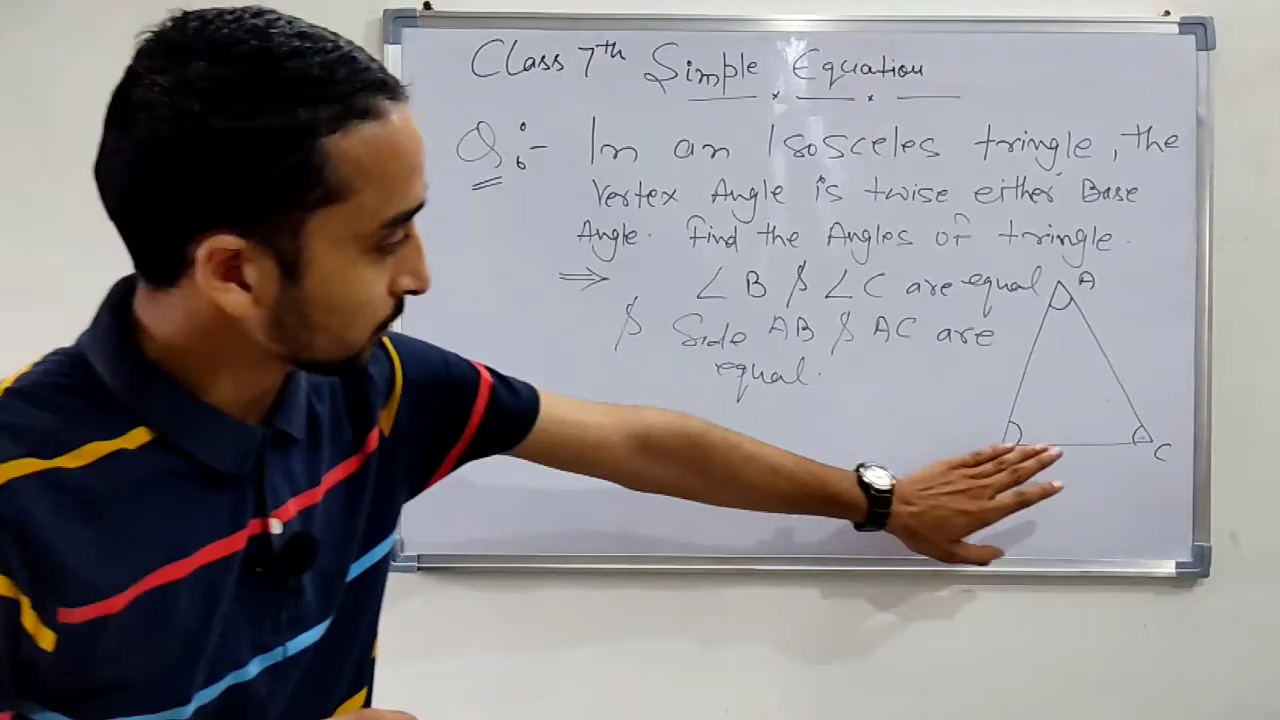 Class 7th Simple Equation
Q:- In an Isosceles tringle, the
Vertex Angle is twise either Base
Angle. Find the Angles of tringle.
⇒ ∠B & ∠C are equal
& Side AB & AC are
equal.
A
C